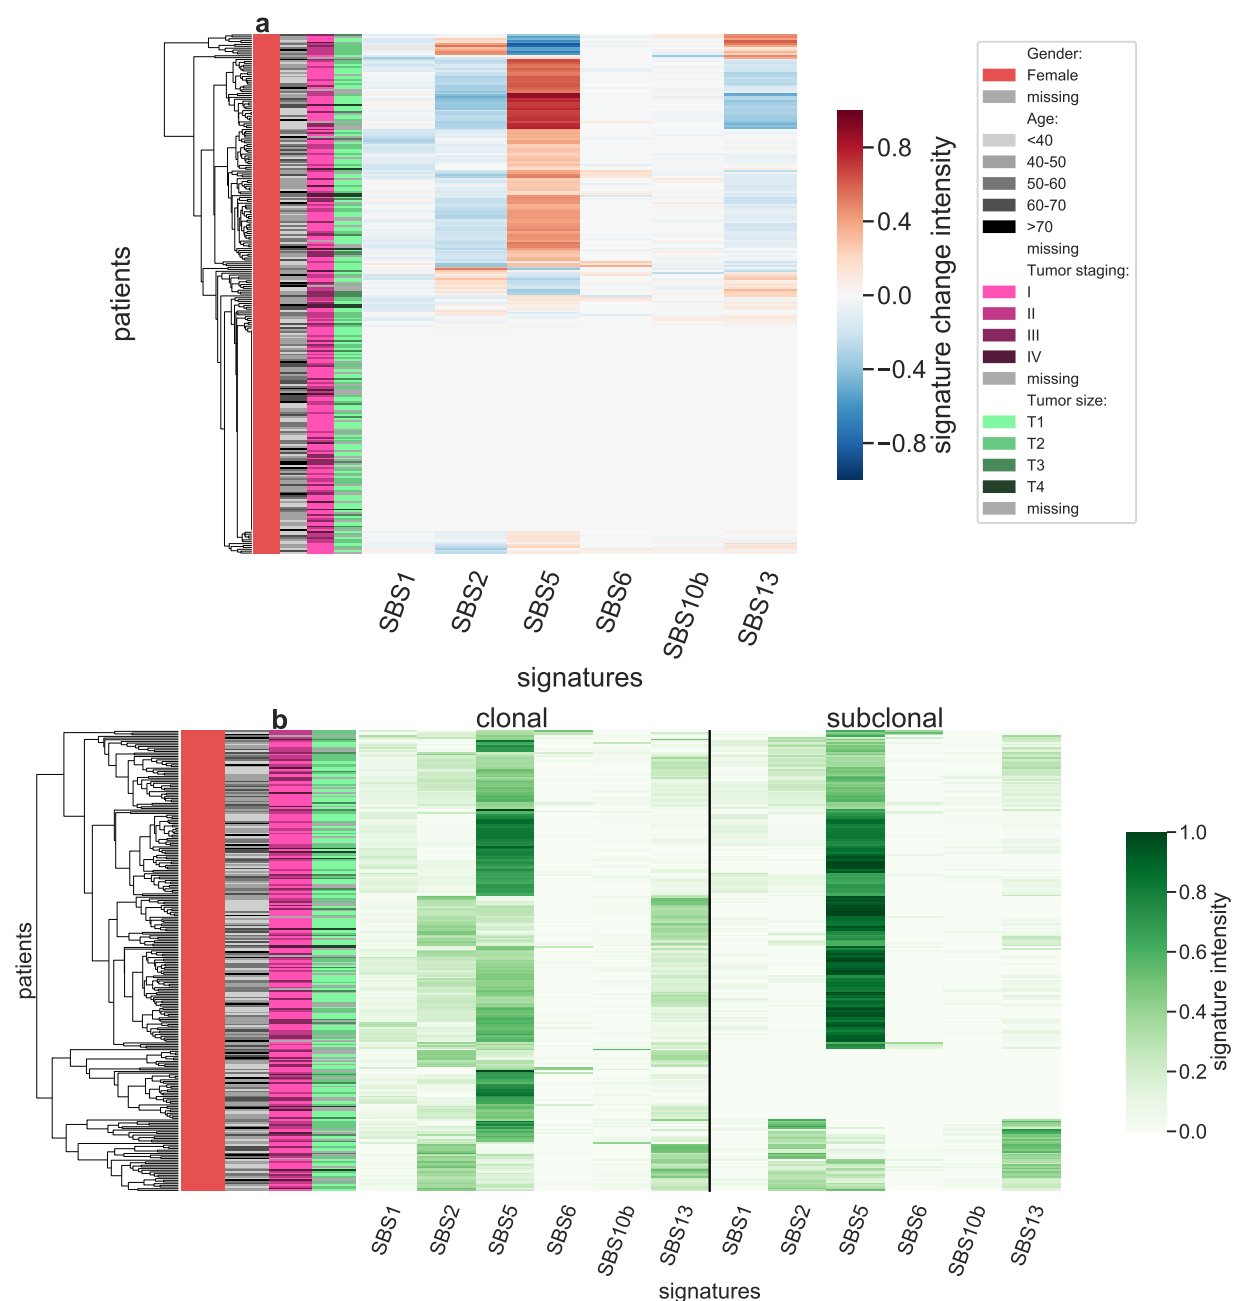 a
patients
SBS1
SBS2
SBS5
SBS6
SBS10b
SBS13
signatures
0.8
0.4
0.0
−0.4
−0.8
signature change intensity
Gender:
Female
missing
Age:
<40
40-50
50-60
60-70
>70
missing
Tumor staging:
I
II
III
IV
missing
Tumor size:
T1
T2
T3
T4
missing
b
clonal
subclonal
patients
SBS1
SBS2
SBS5
SBS6
SBS10b
SBS13
SBS1
SBS2
SBS5
SBS6
SBS10b
SBS13
signatures
1.0
0.8
0.6
0.4
0.2
0.0
signature intensity